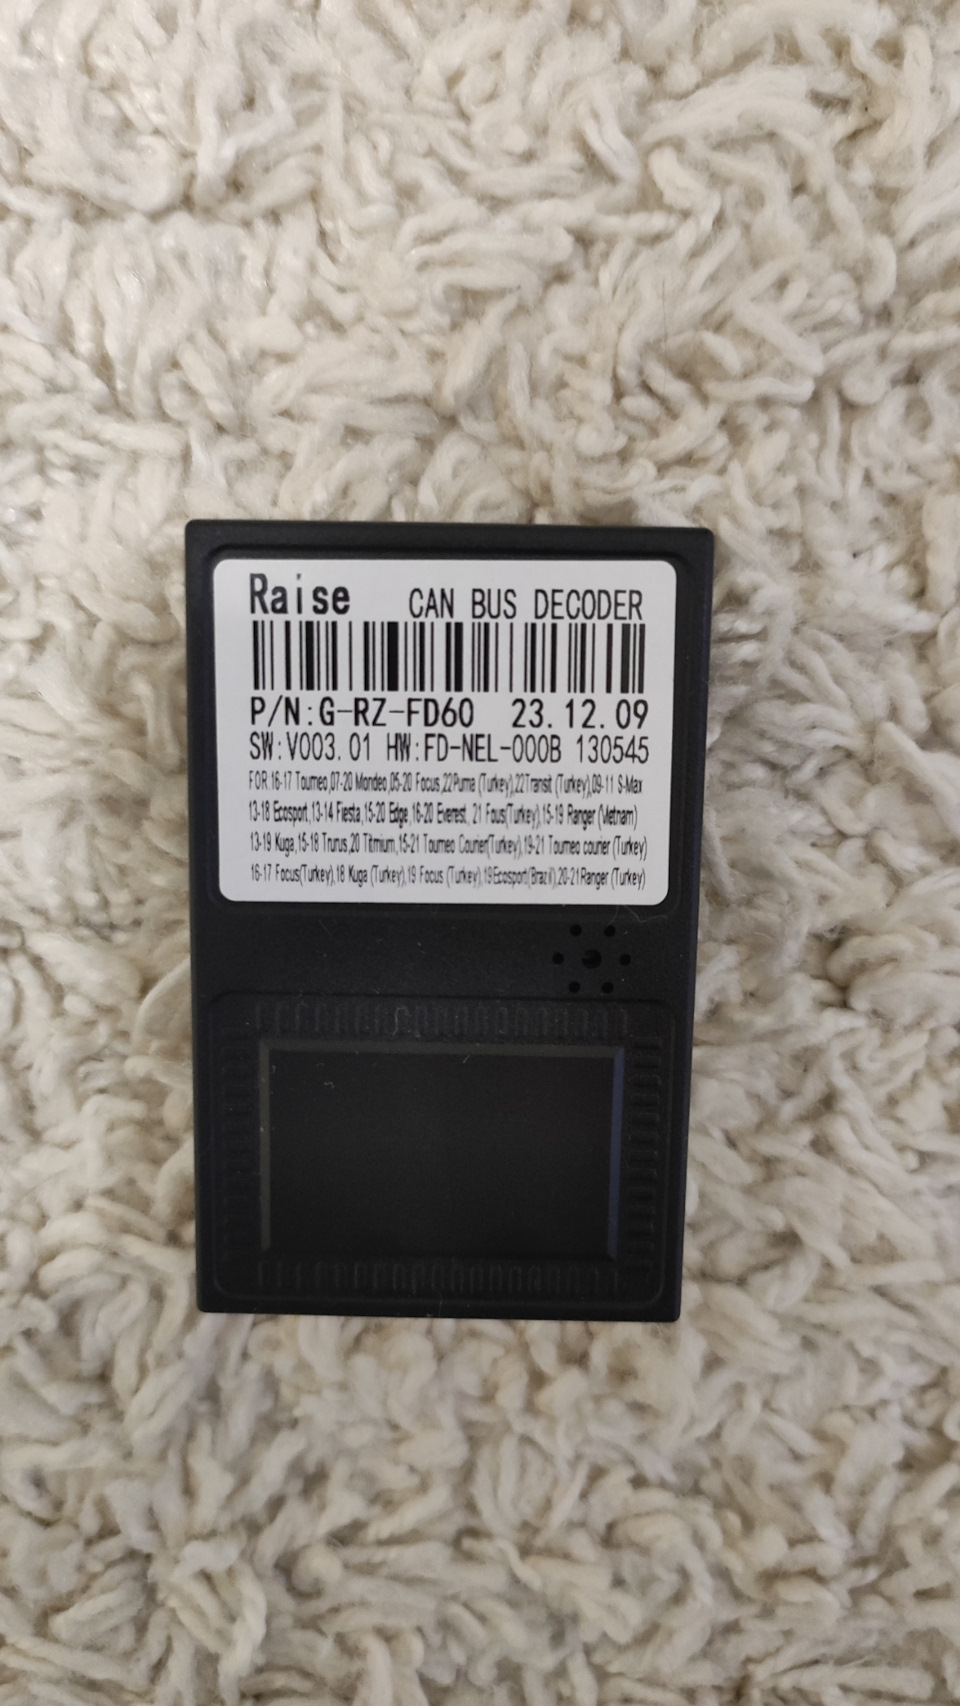 Raise CAN BUS DECODER
P/N:G-RZ-FD60 23.12.09
SW:V003.01 HW:FD-NEL-000B 130545
FOR 16-17 Tourneo,07-20 Mondeo,05-20 Focus,22Puma (Turkey),22Transit (Turkey),09-11 S-Max
13-18 Ecosport,13-14 Fiesta,15-20 Edge,16-20 Everest, 21 Fous(Turkey),15-19 Ranger (Vietnam)
13-19 Kuga,15-18 Trurus,20 Titmium,15-21 Tourneo Courier(Turkey),19-21 Tourneo courier (Turkey)
16-17 Focus(Turkey),18 Kuga (Turkey),19 Focus (Turkey),19Ecosport(Brazil),20-21Ranger (Turkey)